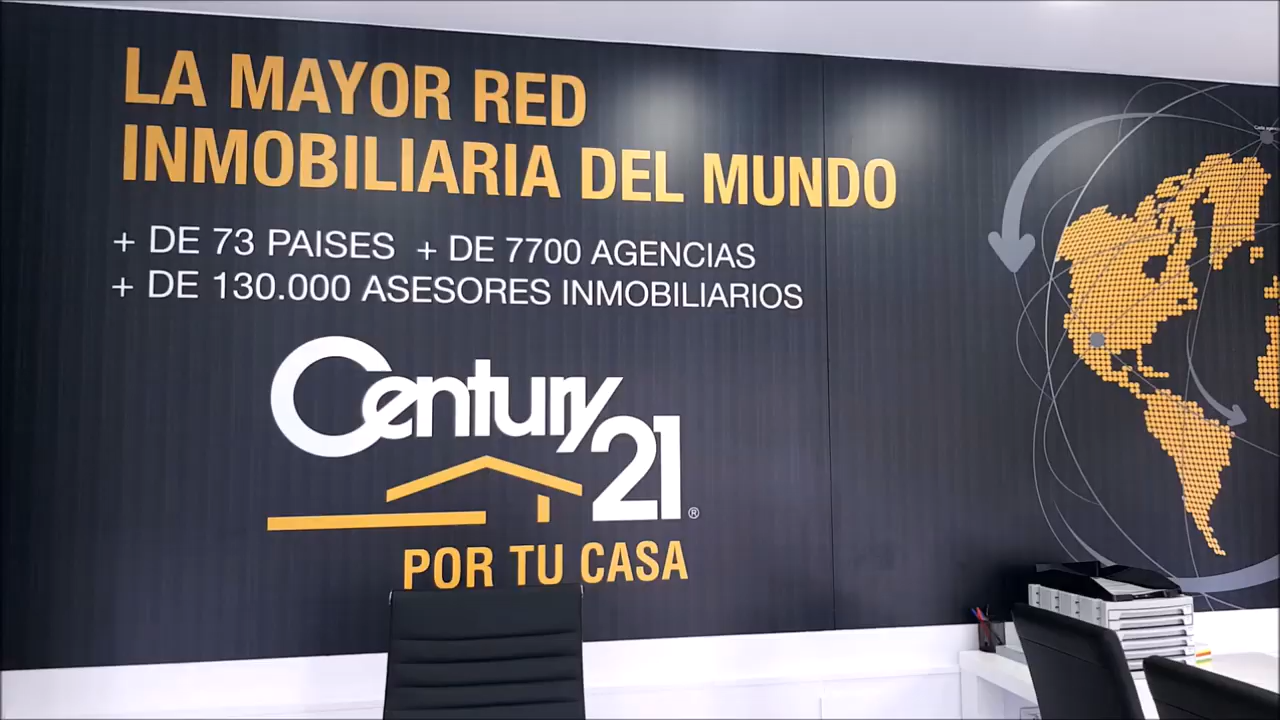 LA MAYOR RED
INMOBILIARIA DEL MUNDO
+ DE 73 PAISES + DE 7700 AGENCIAS
+ DE 130.000 ASESORES INMOBILIARIOS
Century
21®
POR TU CASA